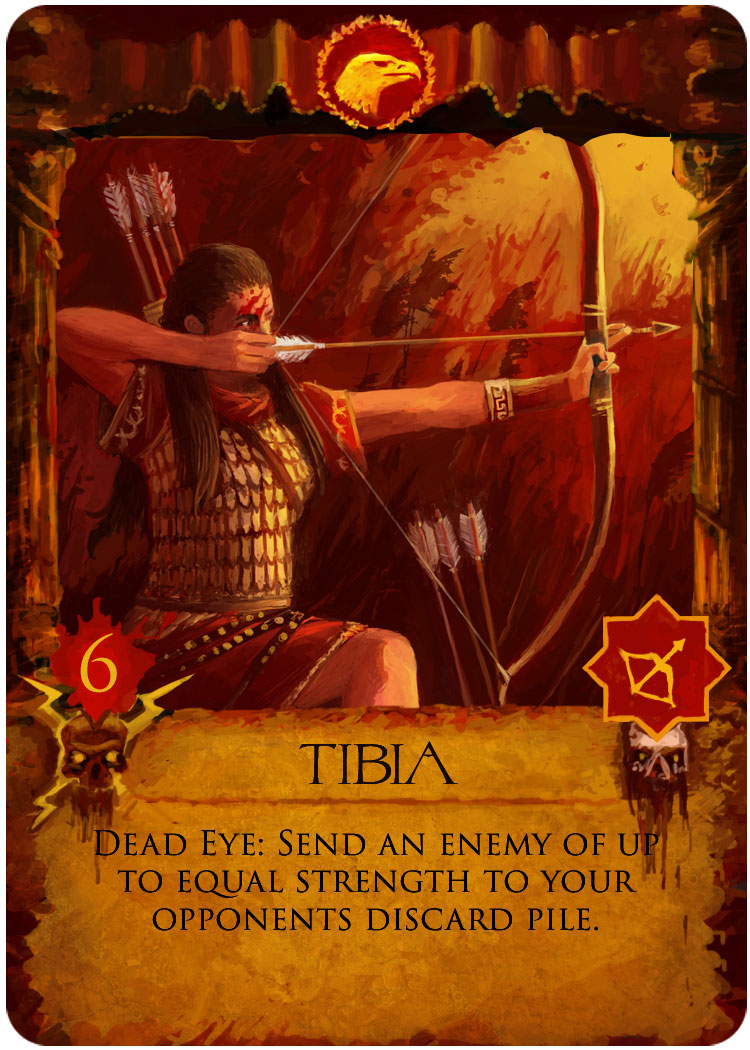 6
TIBIA
Dead Eye: Send an enemy of up
to equal strength to your
opponents discard pile.